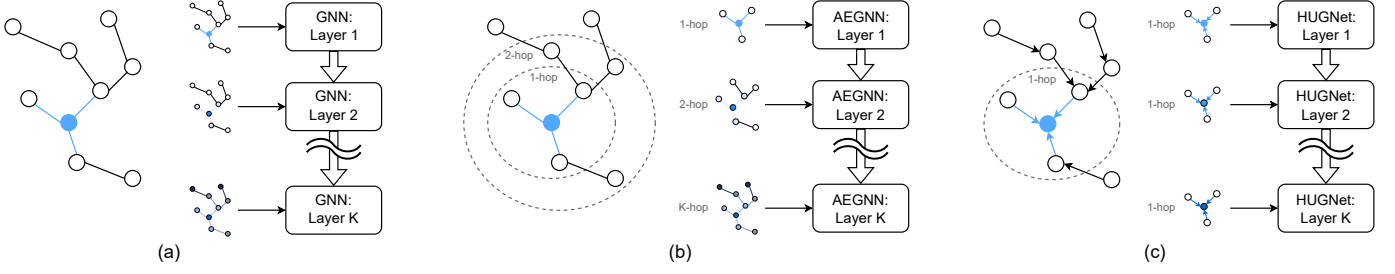 GNN:
Layer 1
GNN:
Layer 2
GNN:
Layer K
(a)
2-hop
1-hop
1-hop
AEGNN:
Layer 1
2-hop
AEGNN:
Layer 2
K-hop
AEGNN:
Layer K
(b)
1-hop
1-hop
HUGNet:
Layer 1
1-hop
HUGNet:
Layer 2
1-hop
HUGNet:
Layer K
(c)